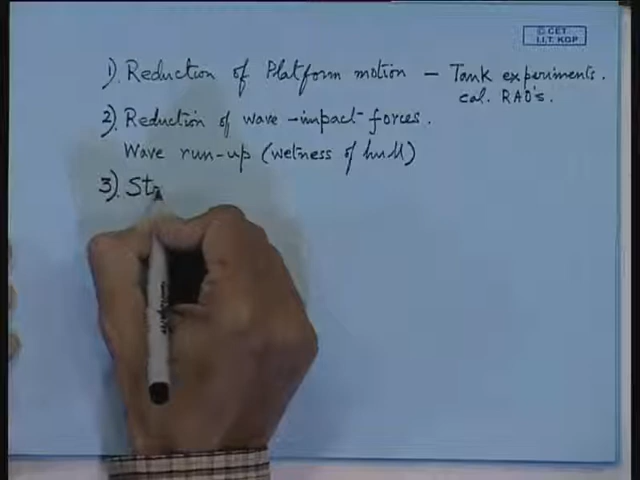 © CET
I.I.T. KGP
1). Reduction of Platform motion – Tank experiments.
cal. RAO's.
2). Reduction of wave-impact forces.
Wave run-up (wetness of hull)
3). St